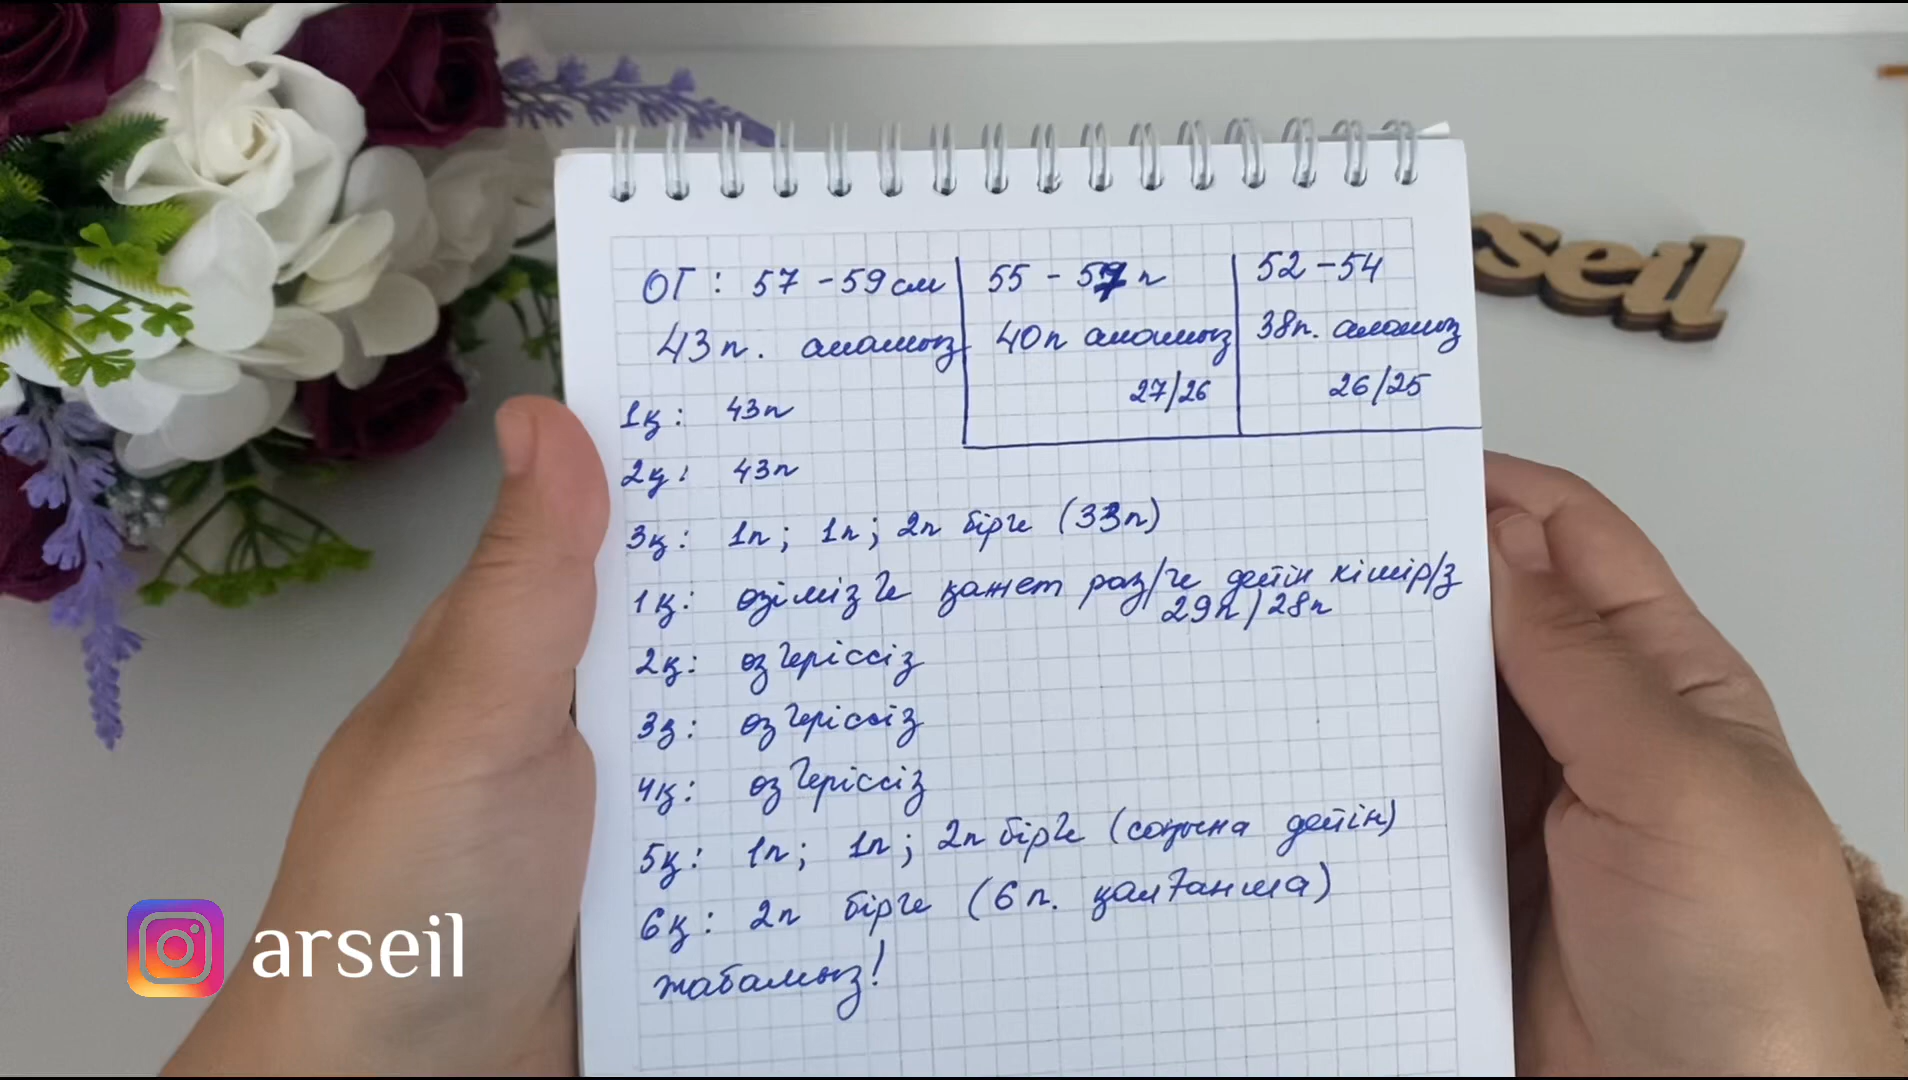 ОГ: 57-59см | 55-57п | 52-54
43п. аламыз | 40п аламыз | 38п. аламыз
27/26 | 26/25
1қ: 43п
2қ: 43п
3қ: 1п; 1п; 2п бірге (33п)
1қ: өзімізге қажет раз/ге дейін кішір/з
29п/28п
2қ: өзгеріссіз
3қ: өзгеріссіз
4қ: өзгеріссіз
5қ: 1п; 1п; 2п бірге (соңына дейін)
6қ: 2п бірге (6п. қалғанша)
жабамыз!
seil
arseil